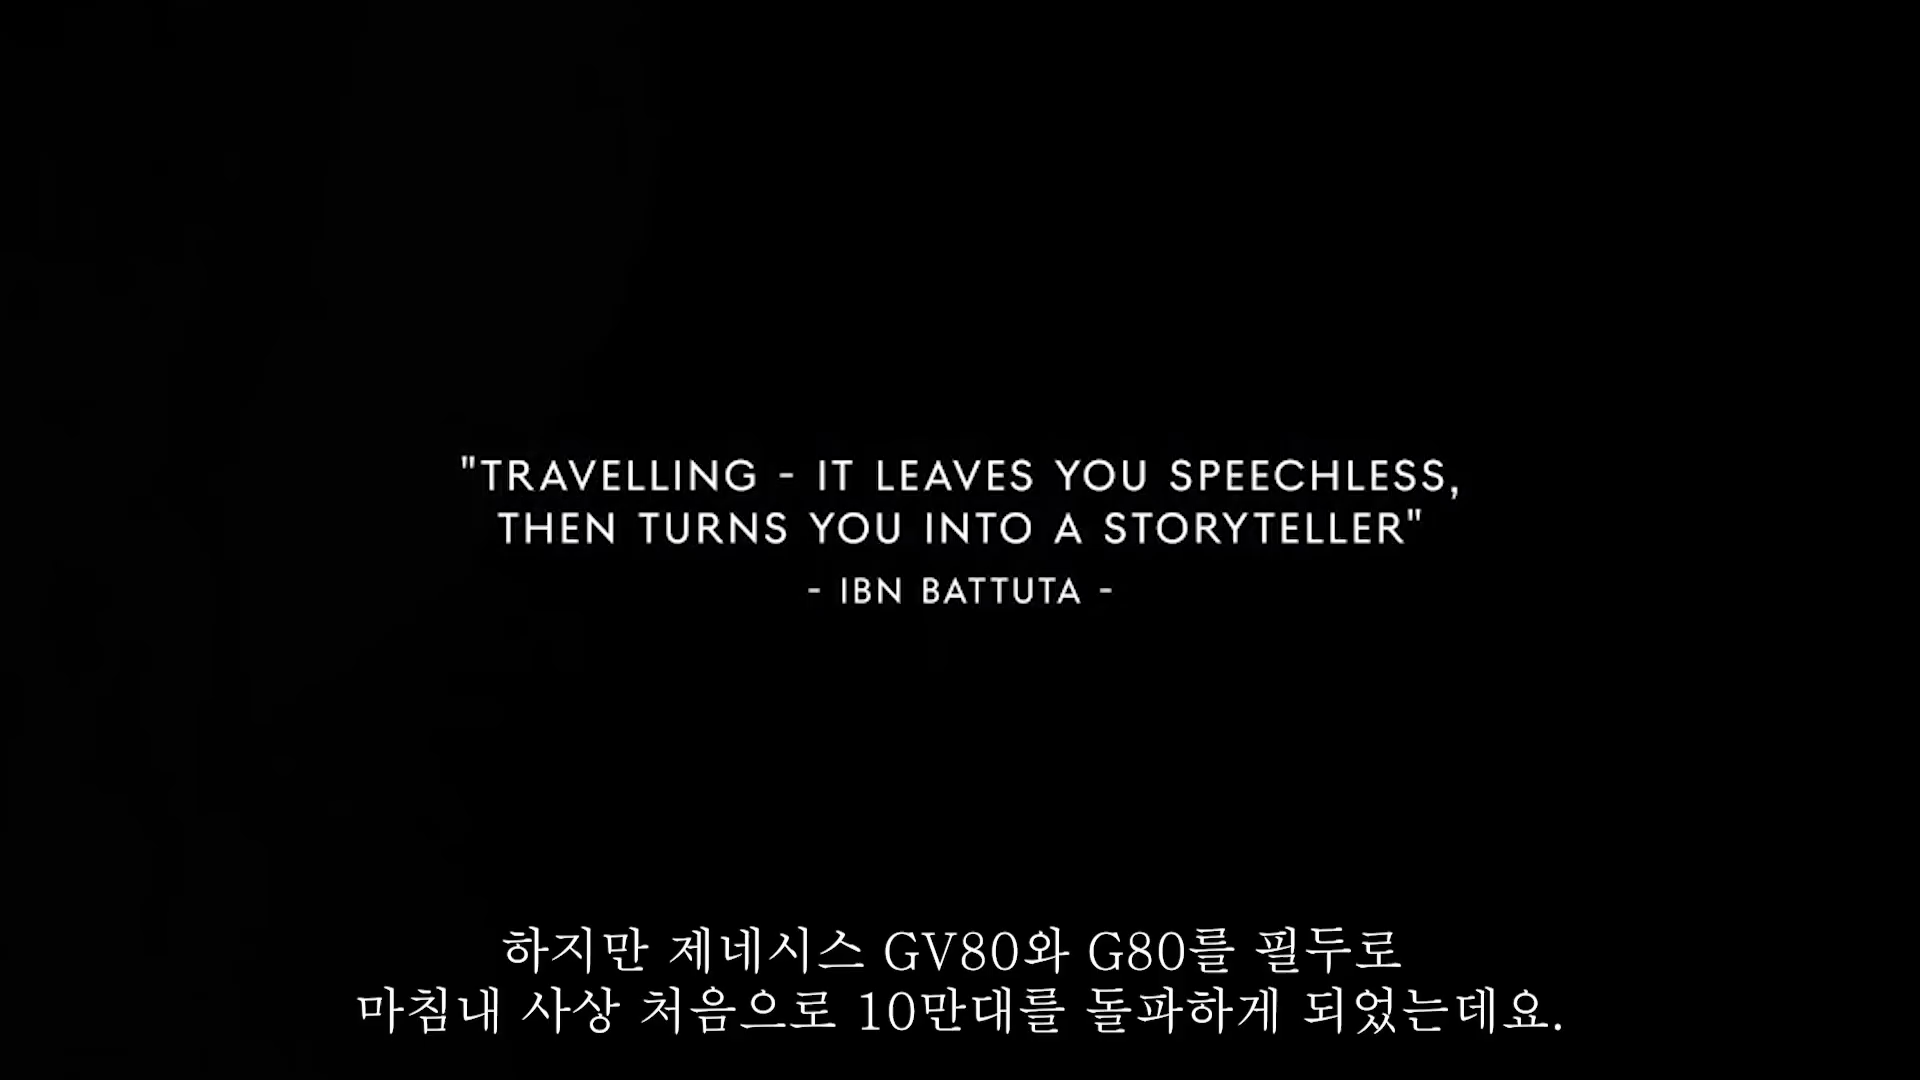 "TRAVELLING - IT LEAVES YOU SPEECHLESS,
THEN TURNS YOU INTO A STORYTELLER"
- IBN BATTUTA -
하지만 제네시스 GV80와 G80를 필두로
마침내 사상 처음으로 10만대를 돌파하게 되었는데요.